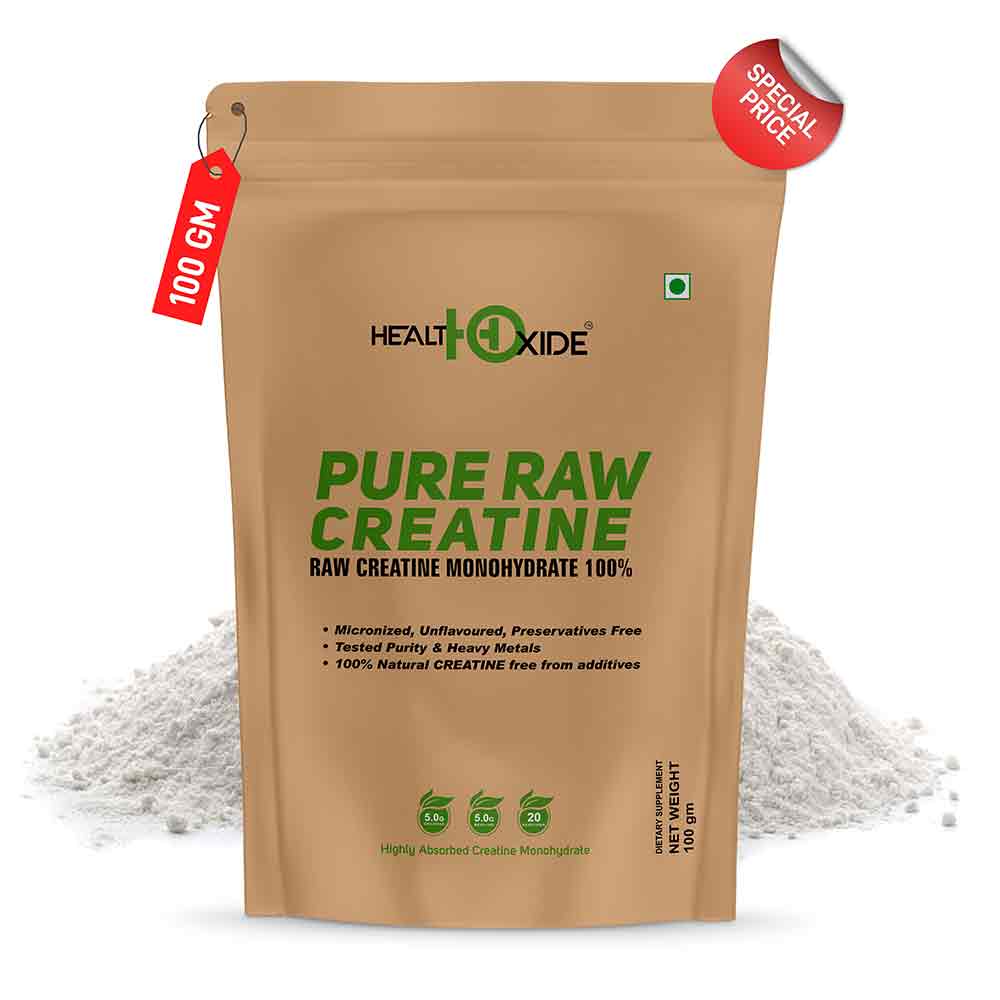 SPECIAL
PRICE
100 GM
HEALTHOXIDE
PURE RAW
CREATINE
RAW CREATINE MONOHYDRATE 100%
• Micronized, Unflavoured, Preservatives Free
• Tested Purity & Heavy Metals
• 100% Natural CREATINE free from additives
5.0G
5.0G
20
Highly Absorbed Creatine Monohydrate
DIETARY SUPPLEMENT
NET WEIGHT
100 gm